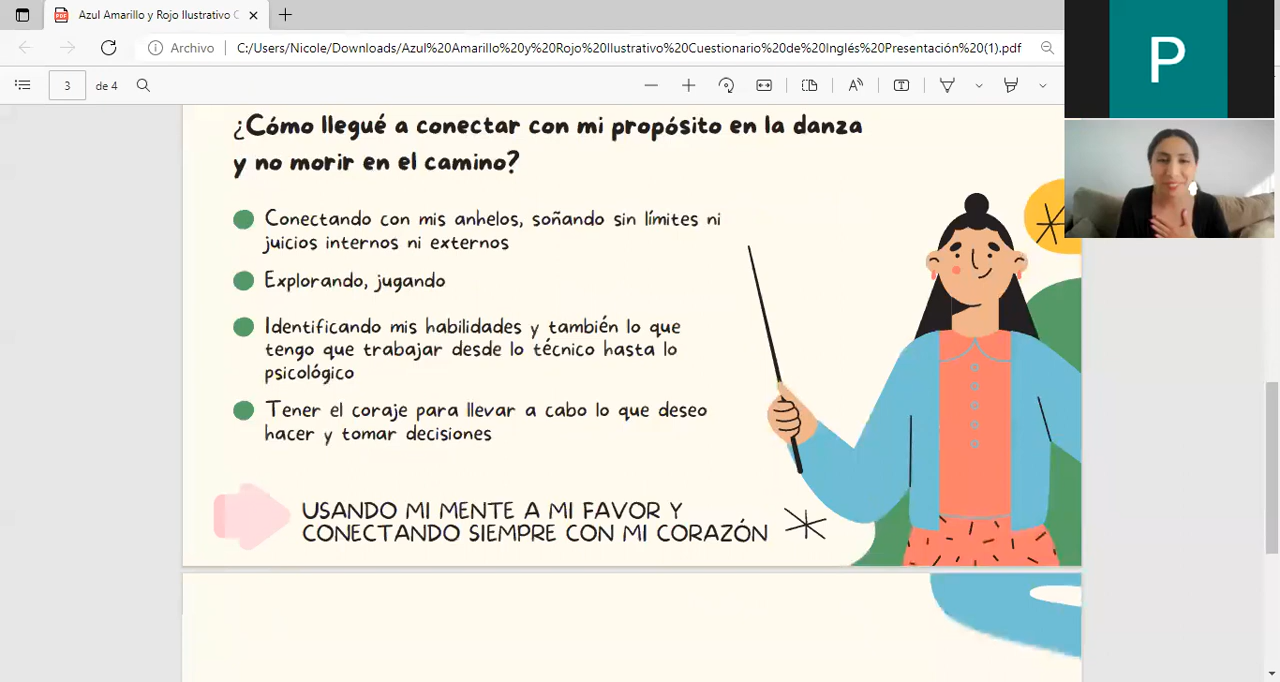 Azul Amarillo y Rojo Ilustrativo C
Archivo
C:/Users/Nicole/Downloads/Azul%20Amarillo%20y%20Rojo%20Ilustrativo%20Cuestionario%20de%20Inglés%20Presentación%20(1).pdf
3 de 4
P
¿Cómo llegué a conectar con mi propósito en la danza
y no morir en el camino?
Conectando con mis anhelos, soñando sin límites ni
juicios internos ni externos
Explorando, jugando
Identificando mis habilidades y también lo que
tengo que trabajar desde lo técnico hasta lo
psicológico
Tener el coraje para llevar a cabo lo que deseo
hacer y tomar decisiones
USANDO MI MENTE A MI FAVOR Y
CONECTANDO SIEMPRE CON MI CORAZÓN